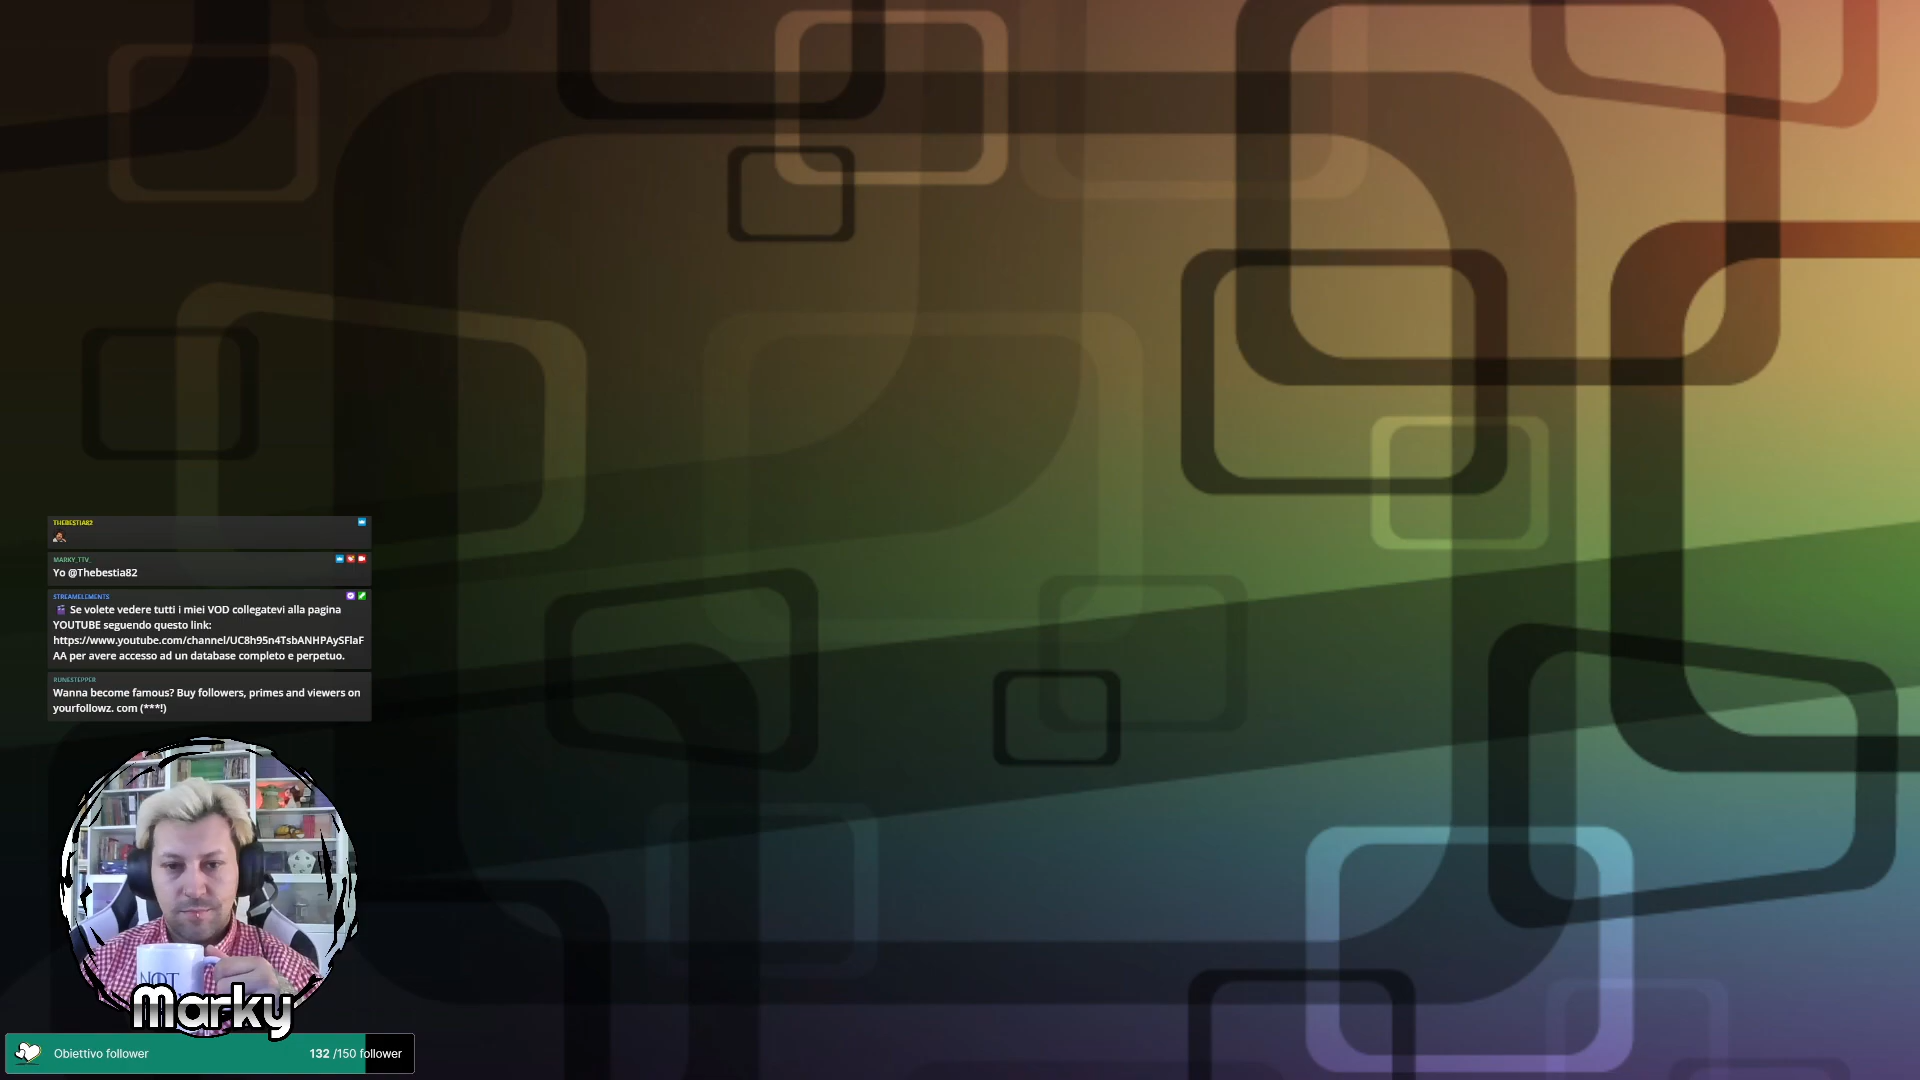 THEBESTIA82
MARKY_TTV_
Yo @Thebestia82
STREAMELEMENTS
Se volete vedere tutti i miei VOD collegatevi alla pagina
YOUTUBE seguendo questo link:
https://www.youtube.com/channel/UC8h95n4TsbANHPAySFlaF
AA per avere accesso ad un database completo e perpetuo.
RUNESTEPPER
Wanna become famous? Buy followers, primes and viewers on
yourfollowz. com (***!)
NOT
Marky
Obiettivo follower 132 /150 follower